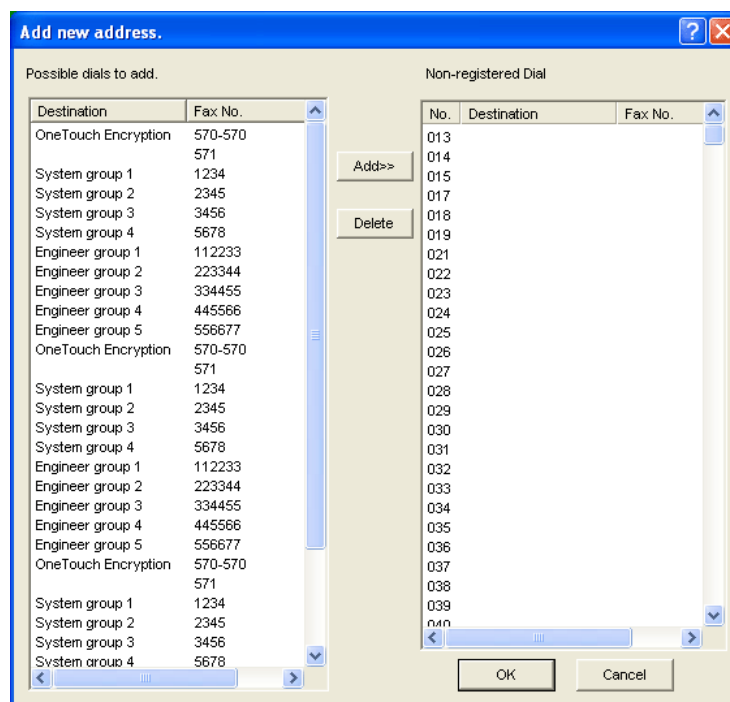 Add new address.
Possible dials to add.
Destination Fax No.
OneTouch Encryption 570-570
571
System group 1 1234
System group 2 2345
System group 3 3456
System group 4 5678
Engineer group 1 112233
Engineer group 2 223344
Engineer group 3 334455
Engineer group 4 445566
Engineer group 5 556677
OneTouch Encryption 570-570
571
System group 1 1234
System group 2 2345
System group 3 3456
System group 4 5678
Engineer group 1 112233
Engineer group 2 223344
Engineer group 3 334455
Engineer group 4 445566
Engineer group 5 556677
OneTouch Encryption 570-570
571
System group 1 1234
System group 2 2345
System group 3 3456
System group 4 5678
Add>>
Delete
Non-registered Dial
No. Destination Fax No.
013
014
015
017
018
019
021
022
023
024
025
026
027
028
029
030
031
032
033
034
035
036
037
038
039
040
OK Cancel